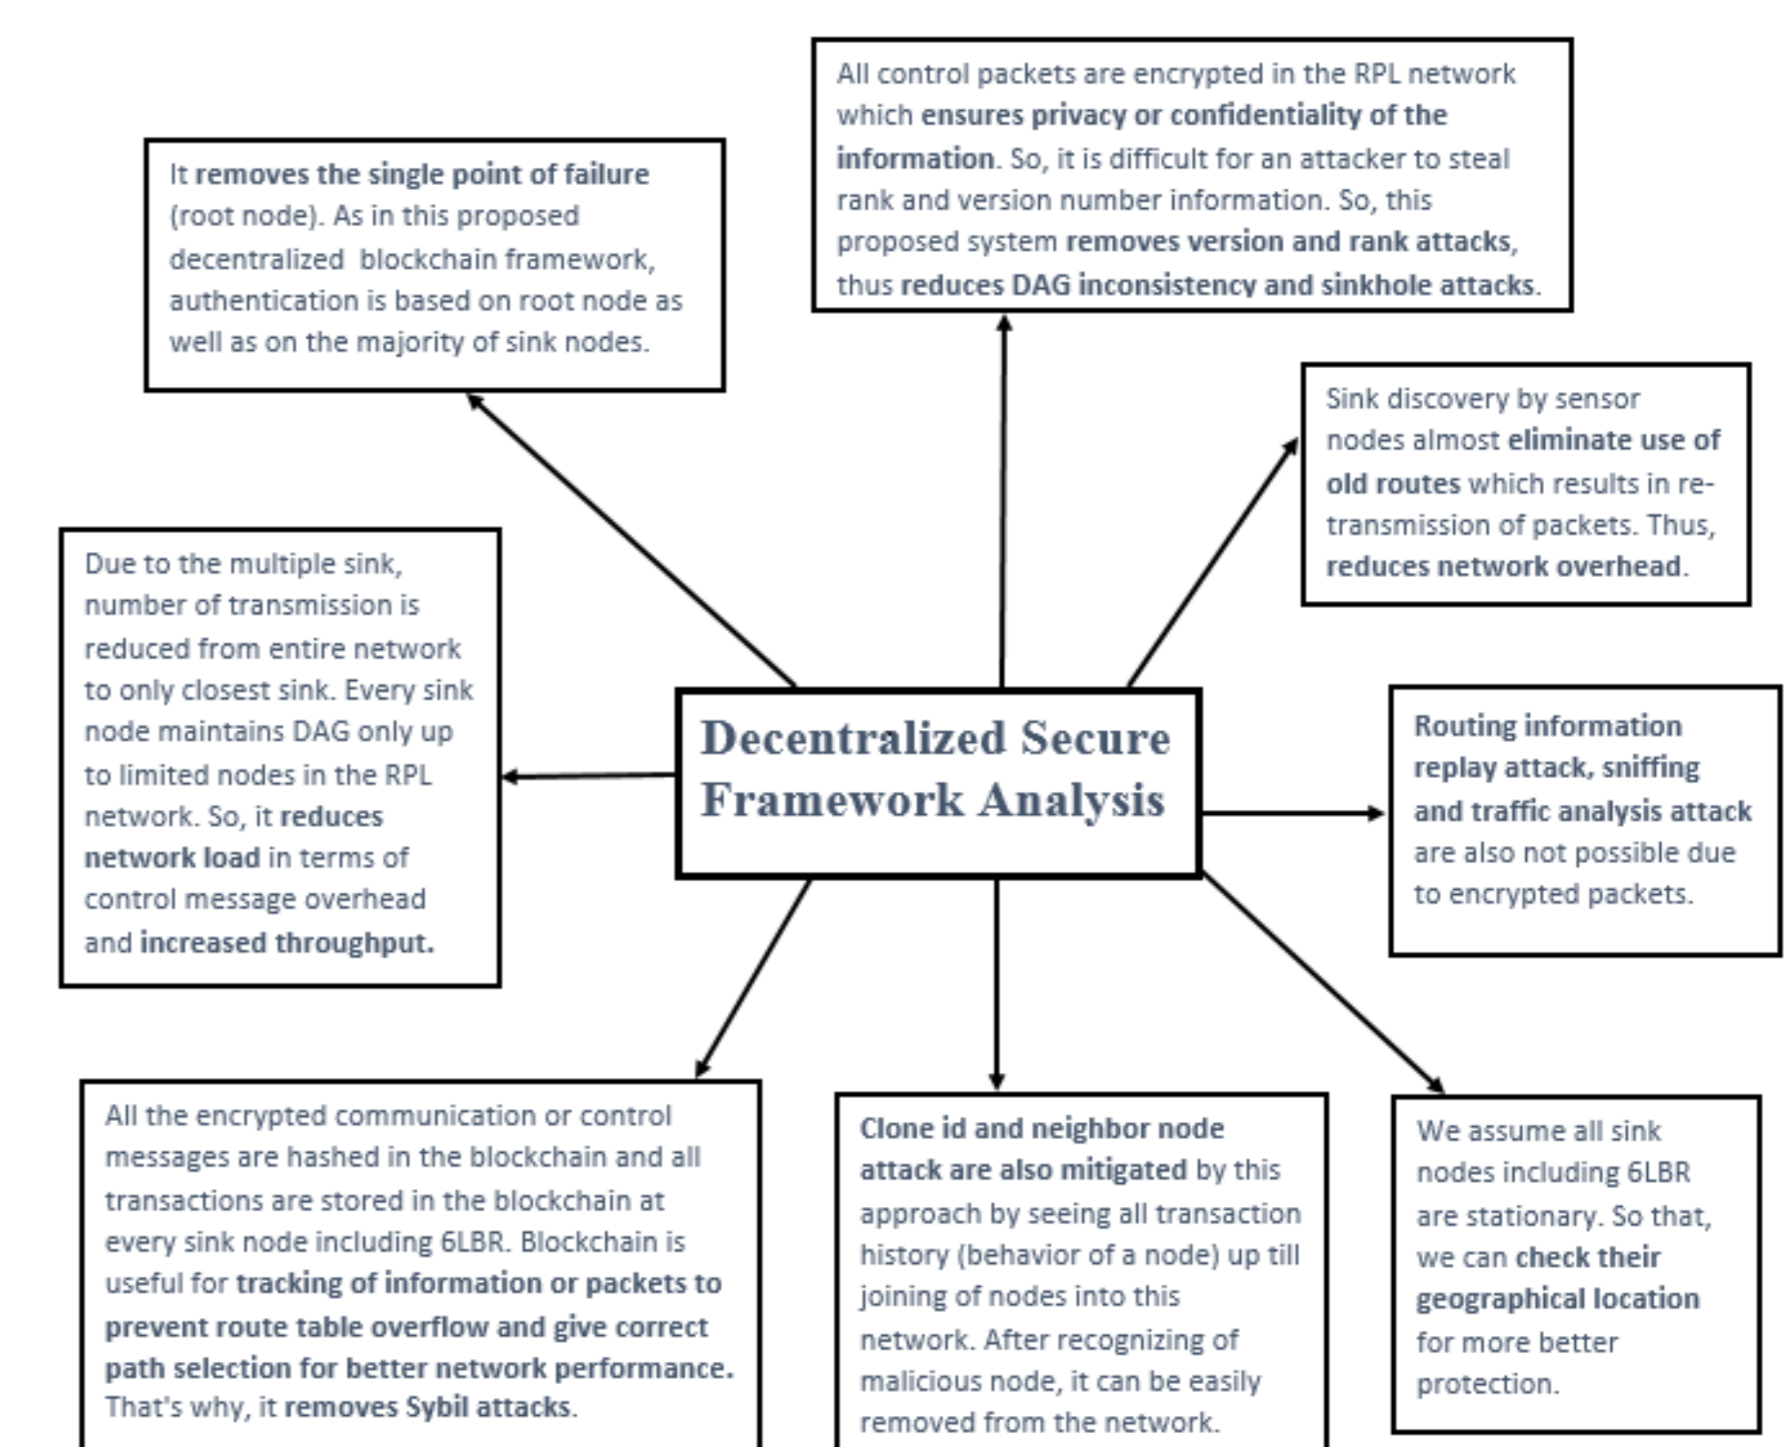 All control packets are encrypted in the RPL network
which ensures privacy or confidentiality of the
information. So, it is difficult for an attacker to steal
rank and version number information. So, this
proposed system removes version and rank attacks,
thus reduces DAG inconsistency and sinkhole attacks.
It removes the single point of failure
(root node). As in this proposed
decentralized blockchain framework,
authentication is based on root node as
well as on the majority of sink nodes.
Sink discovery by sensor
nodes almost eliminate use of
old routes which results in re-
transmission of packets. Thus,
reduces network overhead.
Due to the multiple sink,
number of transmission is
reduced from entire network
to only closest sink. Every sink
node maintains DAG only up
to limited nodes in the RPL
network. So, it reduces
network load in terms of
control message overhead
and increased throughput.
Decentralized Secure
Framework Analysis
Routing information
replay attack, sniffing
and traffic analysis attack
are also not possible due
to encrypted packets.
All the encrypted communication or control
messages are hashed in the blockchain and all
transactions are stored in the blockchain at
every sink node including 6LBR. Blockchain is
useful for tracking of information or packets to
prevent route table overflow and give correct
path selection for better network performance.
That's why, it removes Sybil attacks.
Clone id and neighbor node
attack are also mitigated by this
approach by seeing all transaction
history (behavior of a node) up till
joining of nodes into this
network. After recognizing of
malicious node, it can be easily
removed from the network.
We assume all sink
nodes including 6LBR
are stationary. So that,
we can check their
geographical location
for more better
protection.